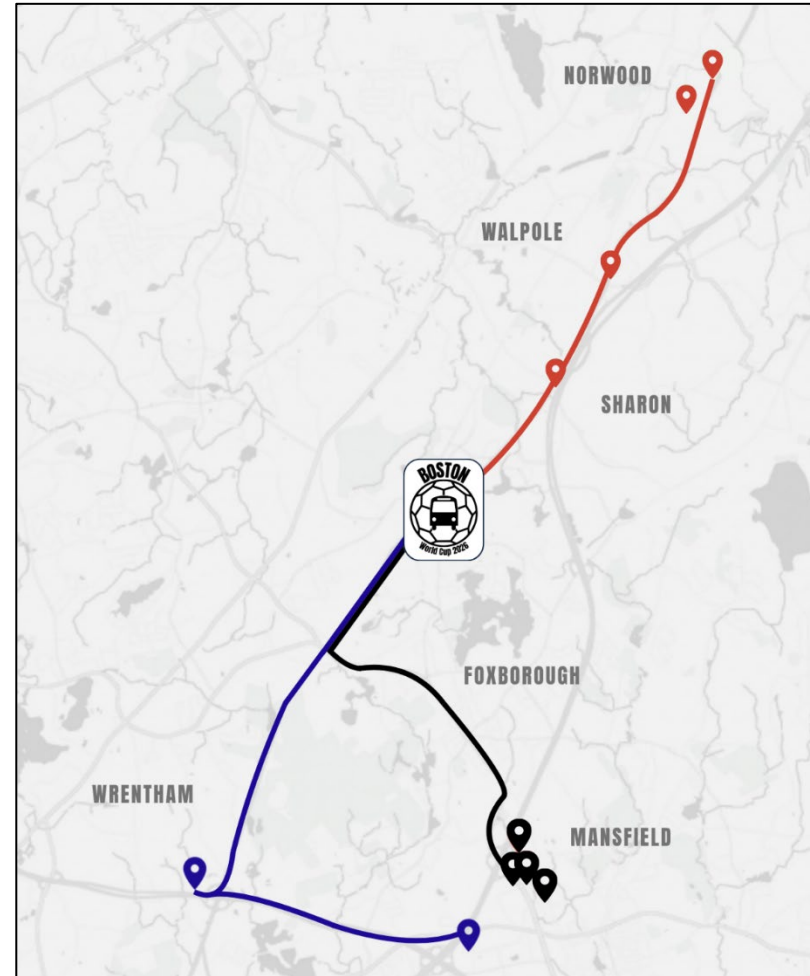 NORWOOD
WALPOLE
SHARON
BOSTON
World Cup 2026
FOXBOROUGH
WRENTHAM
MANSFIELD